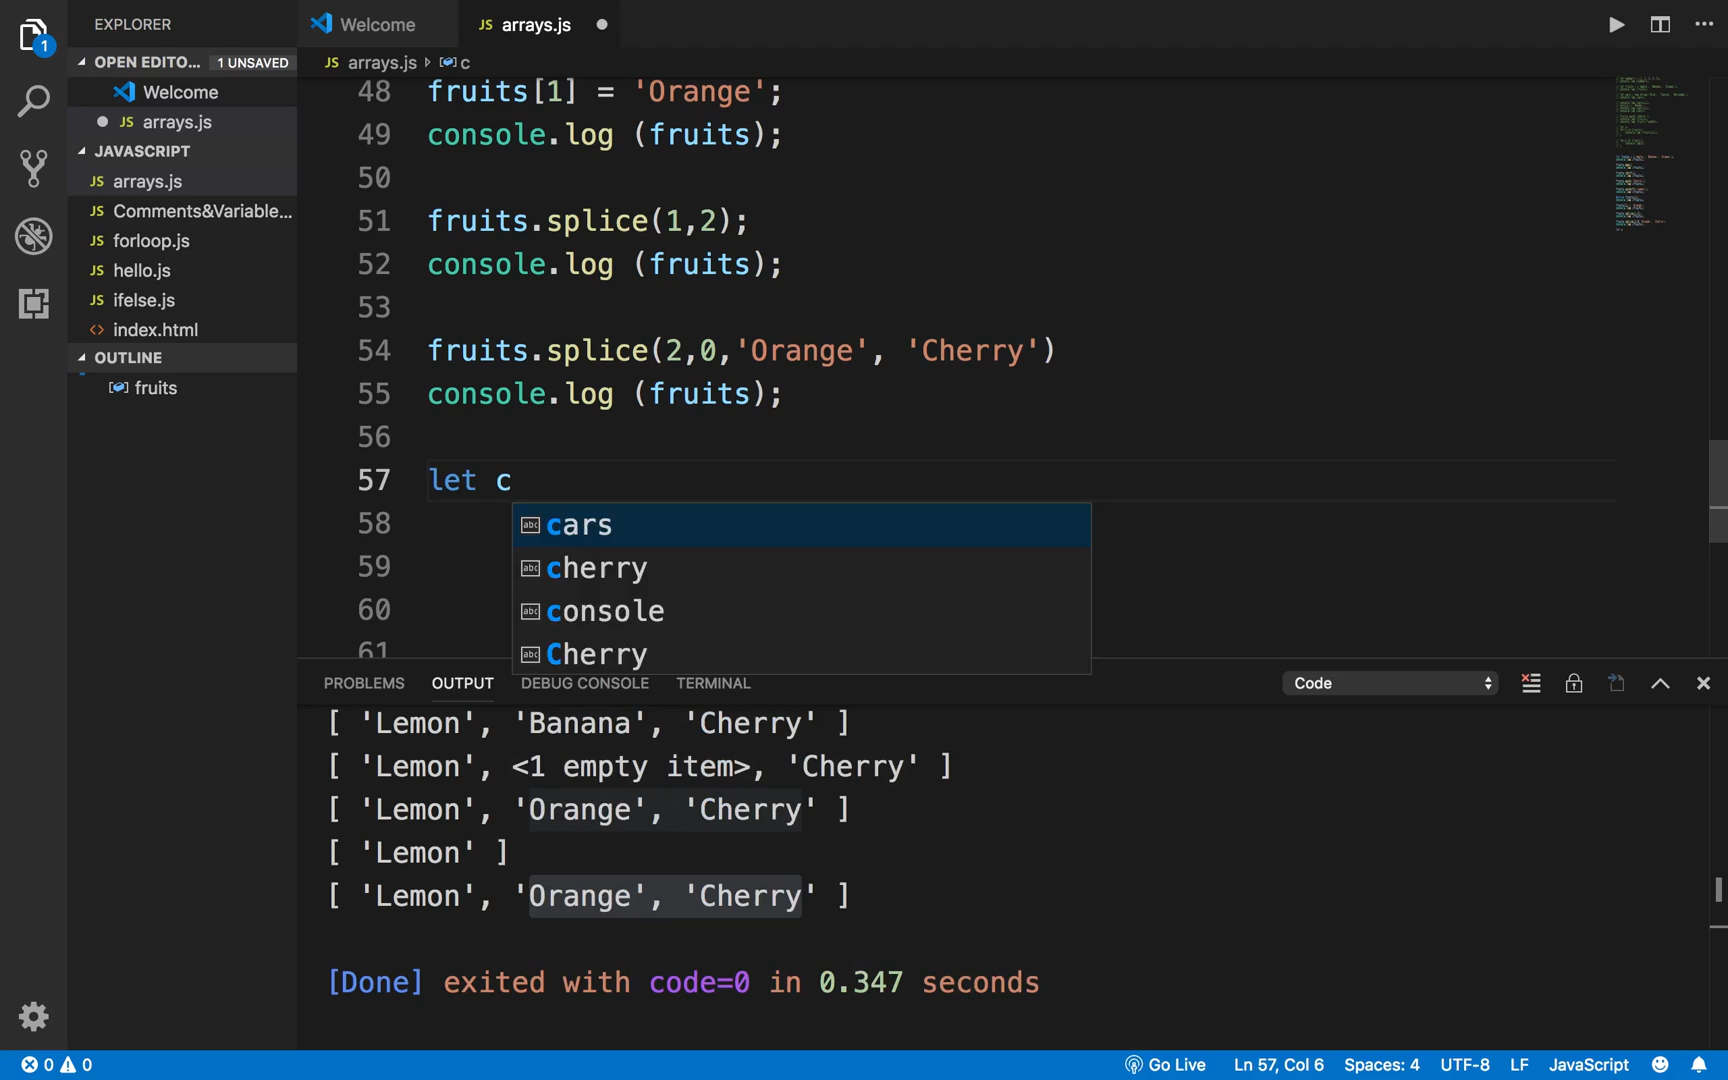 EXPLORER
Welcome
JS arrays.js
OPEN EDITO... 1 UNSAVED
JS arrays.js c
1
Welcome
JS arrays.js
JAVASCRIPT
JS arrays.js
JS Comments&Variable...
JS forloop.js
JS hello.js
JS ifelse.js
<> index.html
OUTLINE
fruits
48 fruits[1] = 'Orange';
49 console.log (fruits);
50
51 fruits.splice(1,2);
52 console.log (fruits);
53
54 fruits.splice(2,0,'Orange', 'Cherry')
55 console.log (fruits);
56
57 let c
58 abc cars
59 abc cherry
60 abc console
61 abc Cherry
PROBLEMS OUTPUT DEBUG CONSOLE TERMINAL Code
[ 'Lemon', 'Banana', 'Cherry' ]
[ 'Lemon', <1 empty item>, 'Cherry' ]
[ 'Lemon', 'Orange', 'Cherry' ]
[ 'Lemon' ]
[ 'Lemon', 'Orange', 'Cherry' ]
[Done] exited with code=0 in 0.347 seconds
0 0 Go Live Ln 57, Col 6 Spaces: 4 UTF-8 LF JavaScript